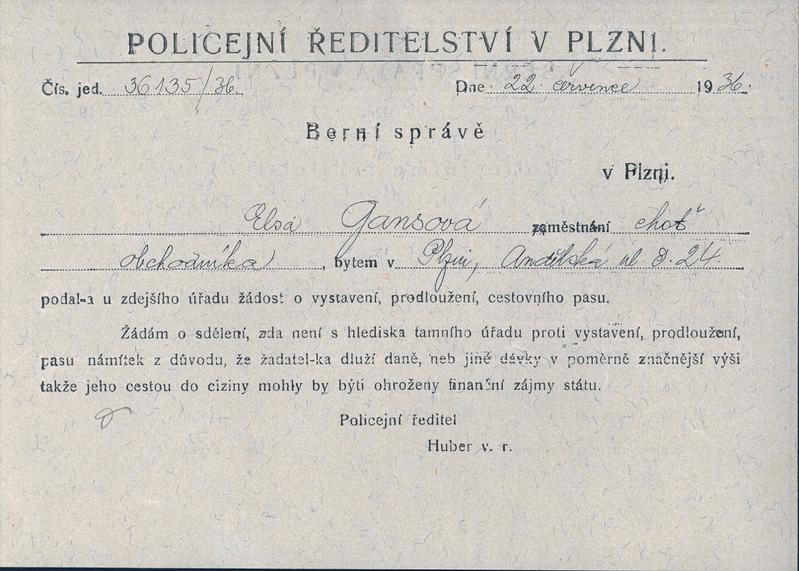 POLICEJNÍ ŘEDITELSTVÍ V PLZNI.
Čís. jed. 36135/36. Dne 22. července 1936.
Berní správě
v Plzni.
Elsa Gansová zaměstnání choť
obchodníka, bytem v Plzni, Andělská ul č. 24.
podal-a u zdejšího úřadu žádost o vystavení, prodloužení, cestovního pasu.
Žádám o sdělení, zda není s hlediska tamního úřadu proti vystavení, prodloužení,
pasu námitek z důvodu, že žadatel-ka dluží daně, neb jiné dávky v poměrně značnější výši
takže jeho cestou do ciziny mohly by býti ohroženy finanční zájmy státu.
Policejní ředitel
Huber v. r.